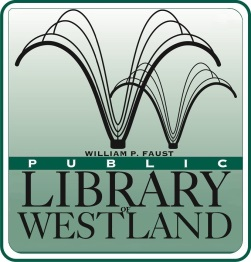 WILLIAM P. FAUST
PUBLIC
LIBRARY
OF
WESTLAND